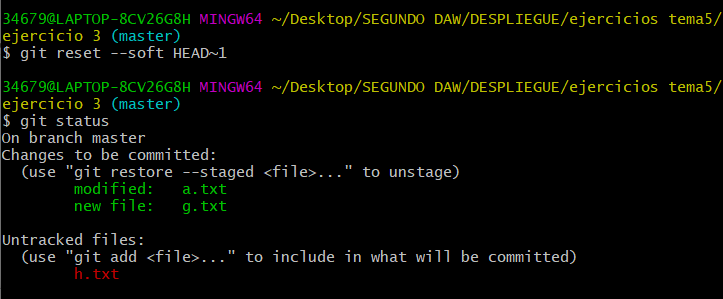 34679@LAPTOP-8CV26G8H MINGW64 ~/Desktop/SEGUNDO DAW/DESPLIEGUE/ejercicios tema5/
ejercicio 3 (master)
$ git reset --soft HEAD~1
34679@LAPTOP-8CV26G8H MINGW64 ~/Desktop/SEGUNDO DAW/DESPLIEGUE/ejercicios tema5/
ejercicio 3 (master)
$ git status
On branch master
Changes to be committed:
  (use "git restore --staged <file>..." to unstage)
        modified:   a.txt
        new file:   g.txt
Untracked files:
  (use "git add <file>..." to include in what will be committed)
        h.txt